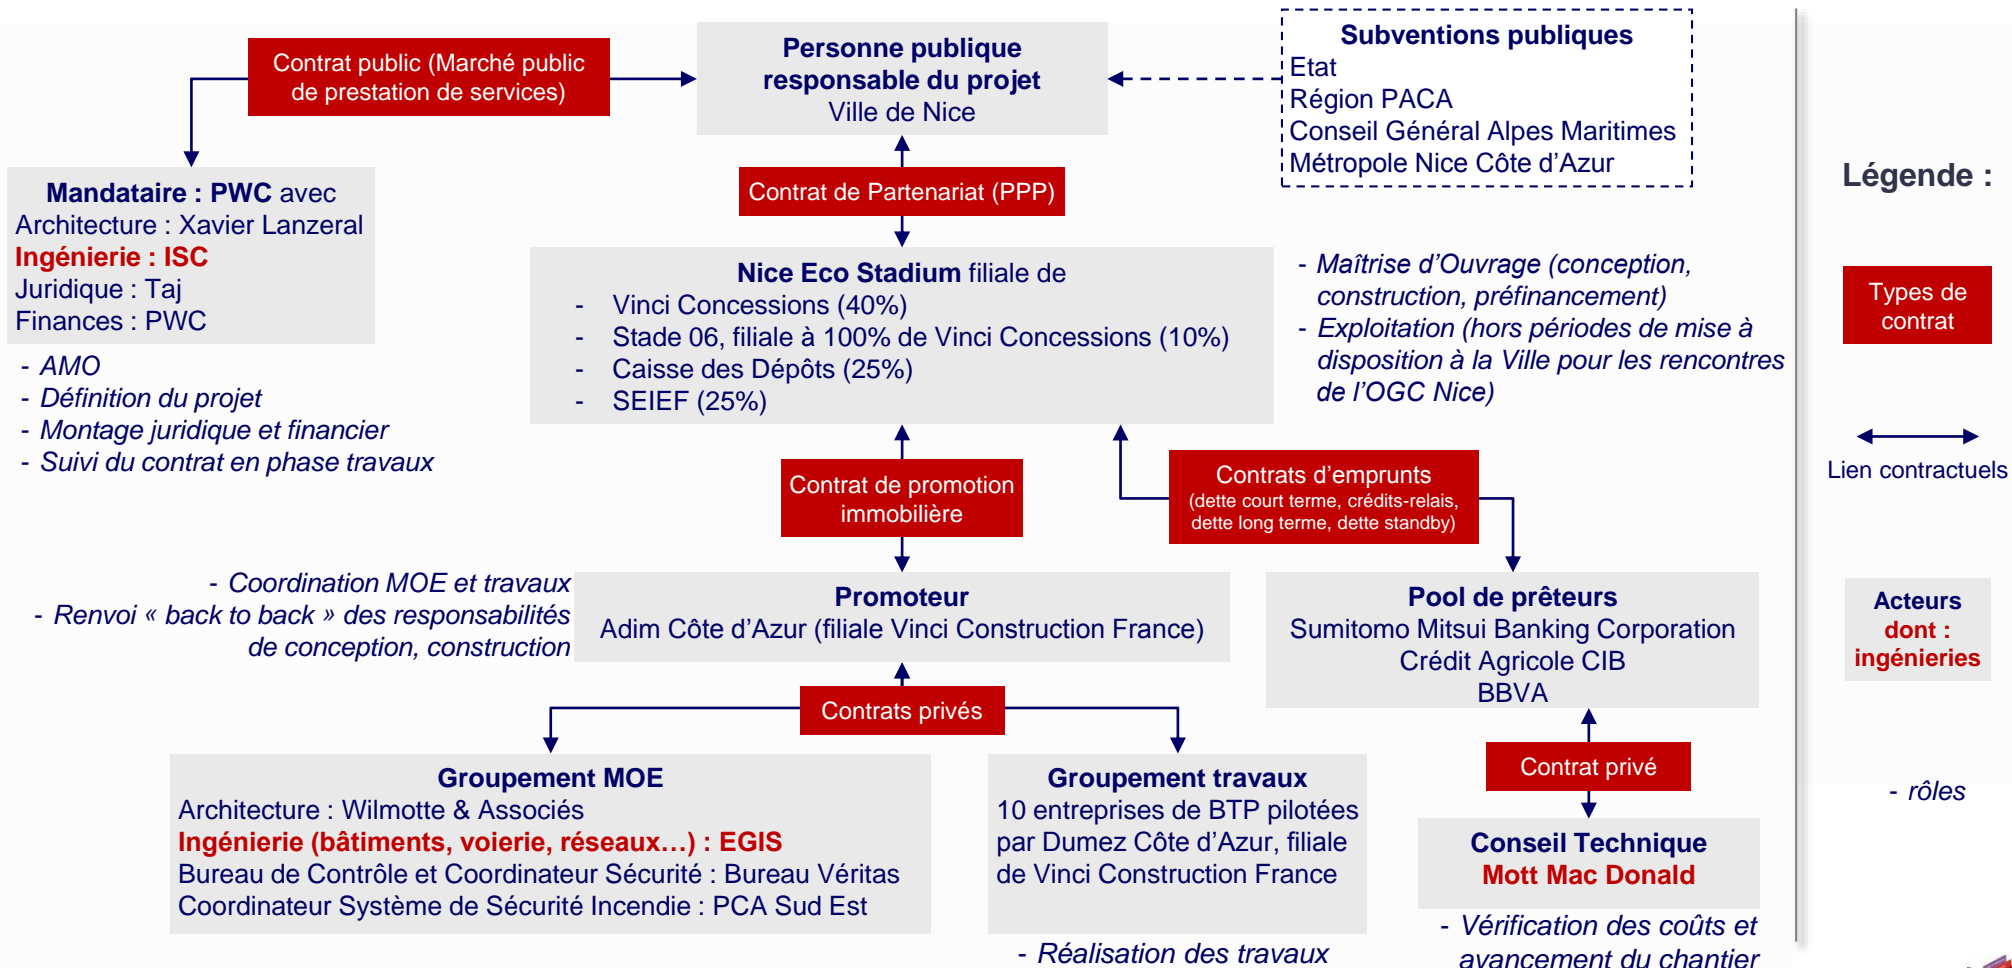 Contrat public (Marché public
de prestation de services)
Personne publique
responsable du projet
Ville de Nice
Subventions publiques
Etat
Région PACA
Conseil Général Alpes Maritimes
Métropole Nice Côte d'Azur
Mandataire : PWC avec
Architecture : Xavier Lanzeral
Ingénierie : ISC
Juridique : Taj
Finances : PWC
- AMO
- Définition du projet
- Montage juridique et financier
- Suivi du contrat en phase travaux
Contrat de Partenariat (PPP)
Nice Eco Stadium filiale de
- Vinci Concessions (40%)
- Stade 06, filiale à 100% de Vinci Concessions (10%)
- Caisse des Dépôts (25%)
- SEIEF (25%)
- Maîtrise d'Ouvrage (conception,
construction, préfinancement)
- Exploitation (hors périodes de mise à
disposition à la Ville pour les rencontres
de l'OGC Nice)
Contrat de promotion
immobilière
Contrats d'emprunts
(dette court terme, crédits-relais,
dette long terme, dette standby)
- Coordination MOE et travaux
- Renvoi « back to back » des responsabilités
de conception, construction
Promoteur
Adim Côte d'Azur (filiale Vinci Construction France)
Pool de prêteurs
Sumitomo Mitsui Banking Corporation
Crédit Agricole CIB
BBVA
Contrats privés
Contrat privé
Groupement MOE
Architecture : Wilmotte & Associés
Ingénierie (bâtiments, voierie, réseaux…) : EGIS
Bureau de Contrôle et Coordinateur Sécurité : Bureau Véritas
Coordinateur Système de Sécurité Incendie : PCA Sud Est
Groupement travaux
10 entreprises de BTP pilotées
par Dumez Côte d'Azur, filiale
de Vinci Construction France
- Réalisation des travaux
Conseil Technique
Mott Mac Donald
- Vérification des coûts et
avancement du chantier
Légende :
Types de
contrat
Lien contractuels
Acteurs
dont :
ingénieries
- rôles